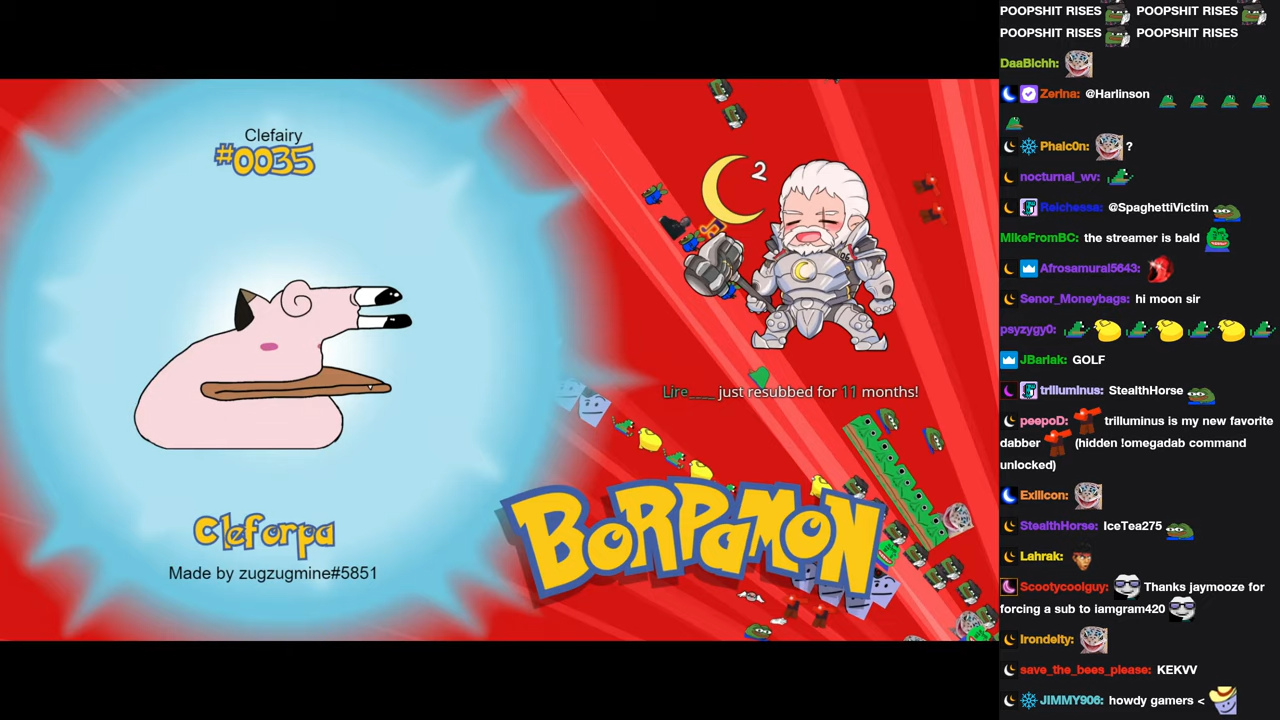 Clefairy
#0035
Cleforpa
Made by zugzugmine#5851
2
Lire____ just resubbed for 11 months!
BORPAMON
POOPSHIT RISES POOPSHIT RISES
POOPSHIT RISES POOPSHIT RISES
DaaBichh:
Zerina: @Harlinson
Phalc0n: ?
nocturnal_wv:
Reichessa: @SpaghettiVictim
MikeFromBC: the streamer is bald
Afrosamurai5643:
Senor_Moneybags: hi moon sir
psyzygy0:
JBariak: GOLF
trilluminus: StealthHorse
peepoD: trilluminus is my new favorite
dabber (hidden !omegadab command
unlocked)
Exilicon:
StealthHorse: IceTea275
Lahrak:
Scootycoolguy: Thanks jaymooze for
forcing a sub to iamgram420
Irondeity:
save_the_bees_please: KEKVV
JIMMY906: howdy gamers <